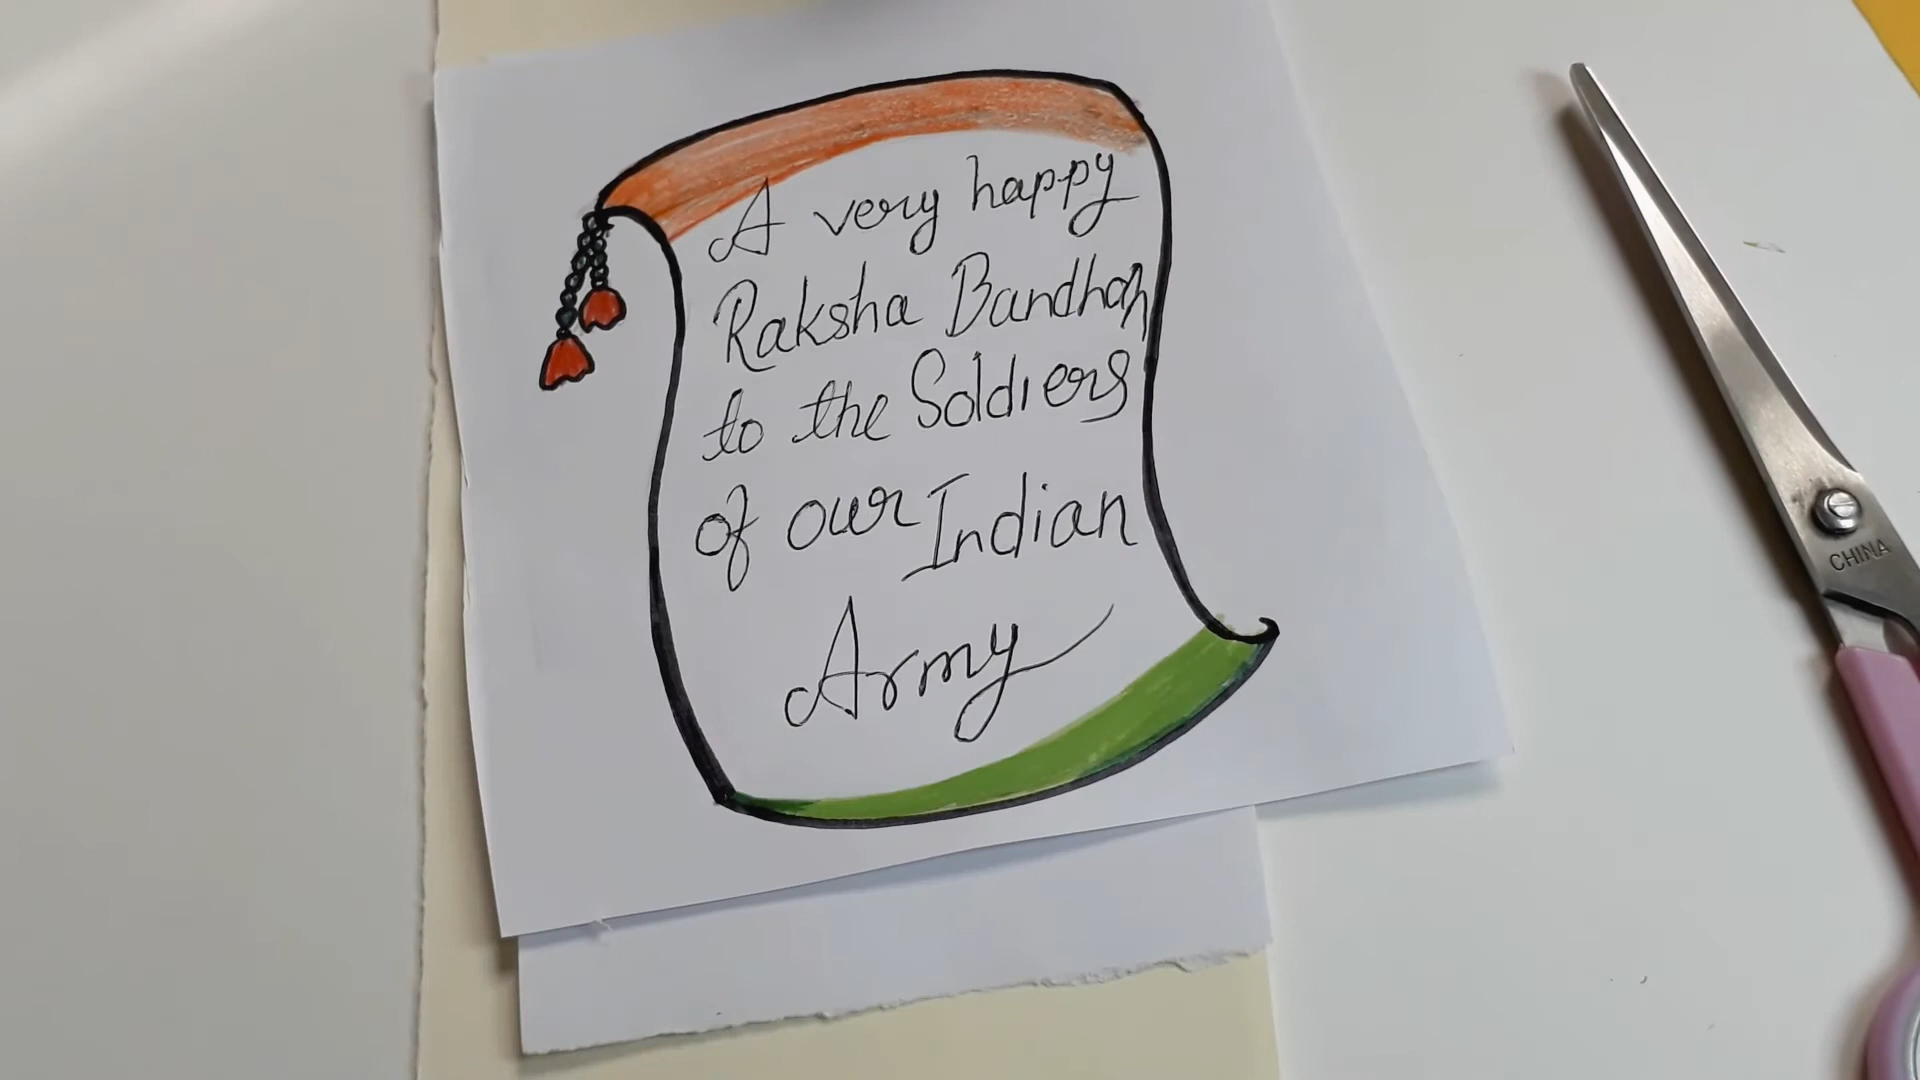 A very happy
Raksha Bandhan
to the Soldiers
of our Indian
Army
CHINA